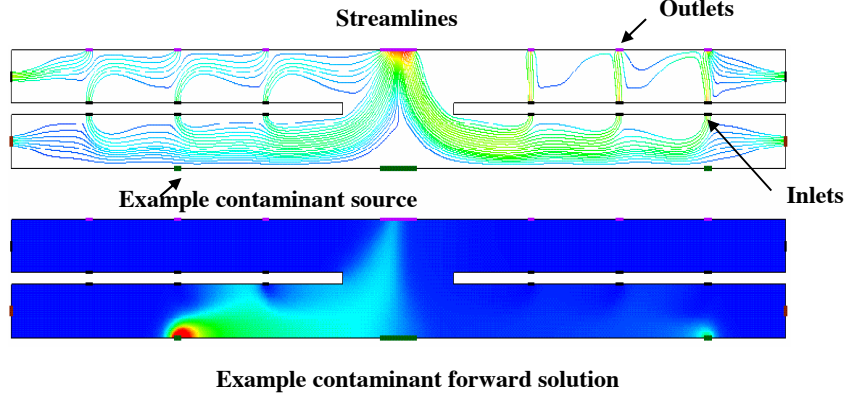 Streamlines
Outlets
Example contaminant source
Inlets
Example contaminant forward solution